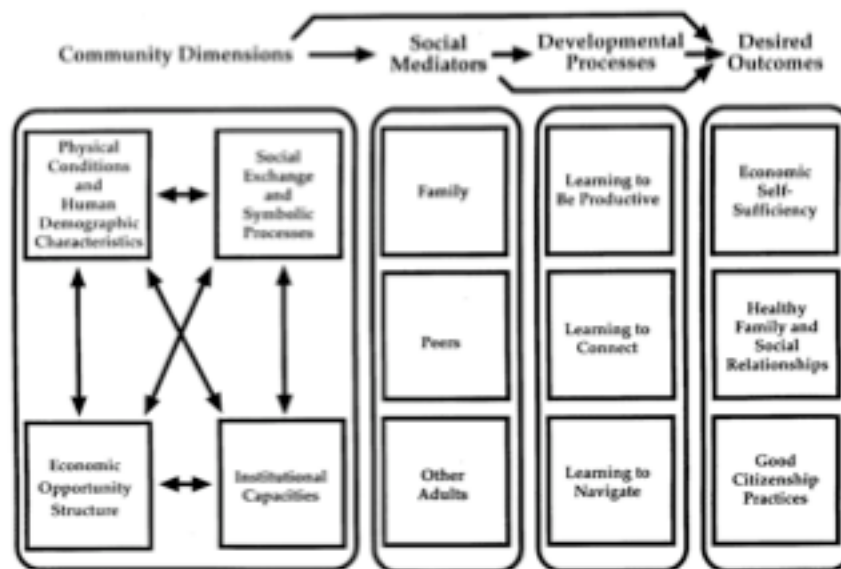 Community Dimensions
Social
Mediators
Developmental
Processes
Desired
Outcomes
Physical
Conditions
and
Human
Demographic
Characteristics
Social
Exchange
and
Symbolic
Processes
Economic
Opportunity
Structure
Institutional
Capacities
Family
Peers
Other
Adults
Learning to
Be Productive
Learning to
Connect
Learning to
Navigate
Economic
Self-
Sufficiency
Healthy
Family and
Social
Relationships
Good
Citizenship
Practices